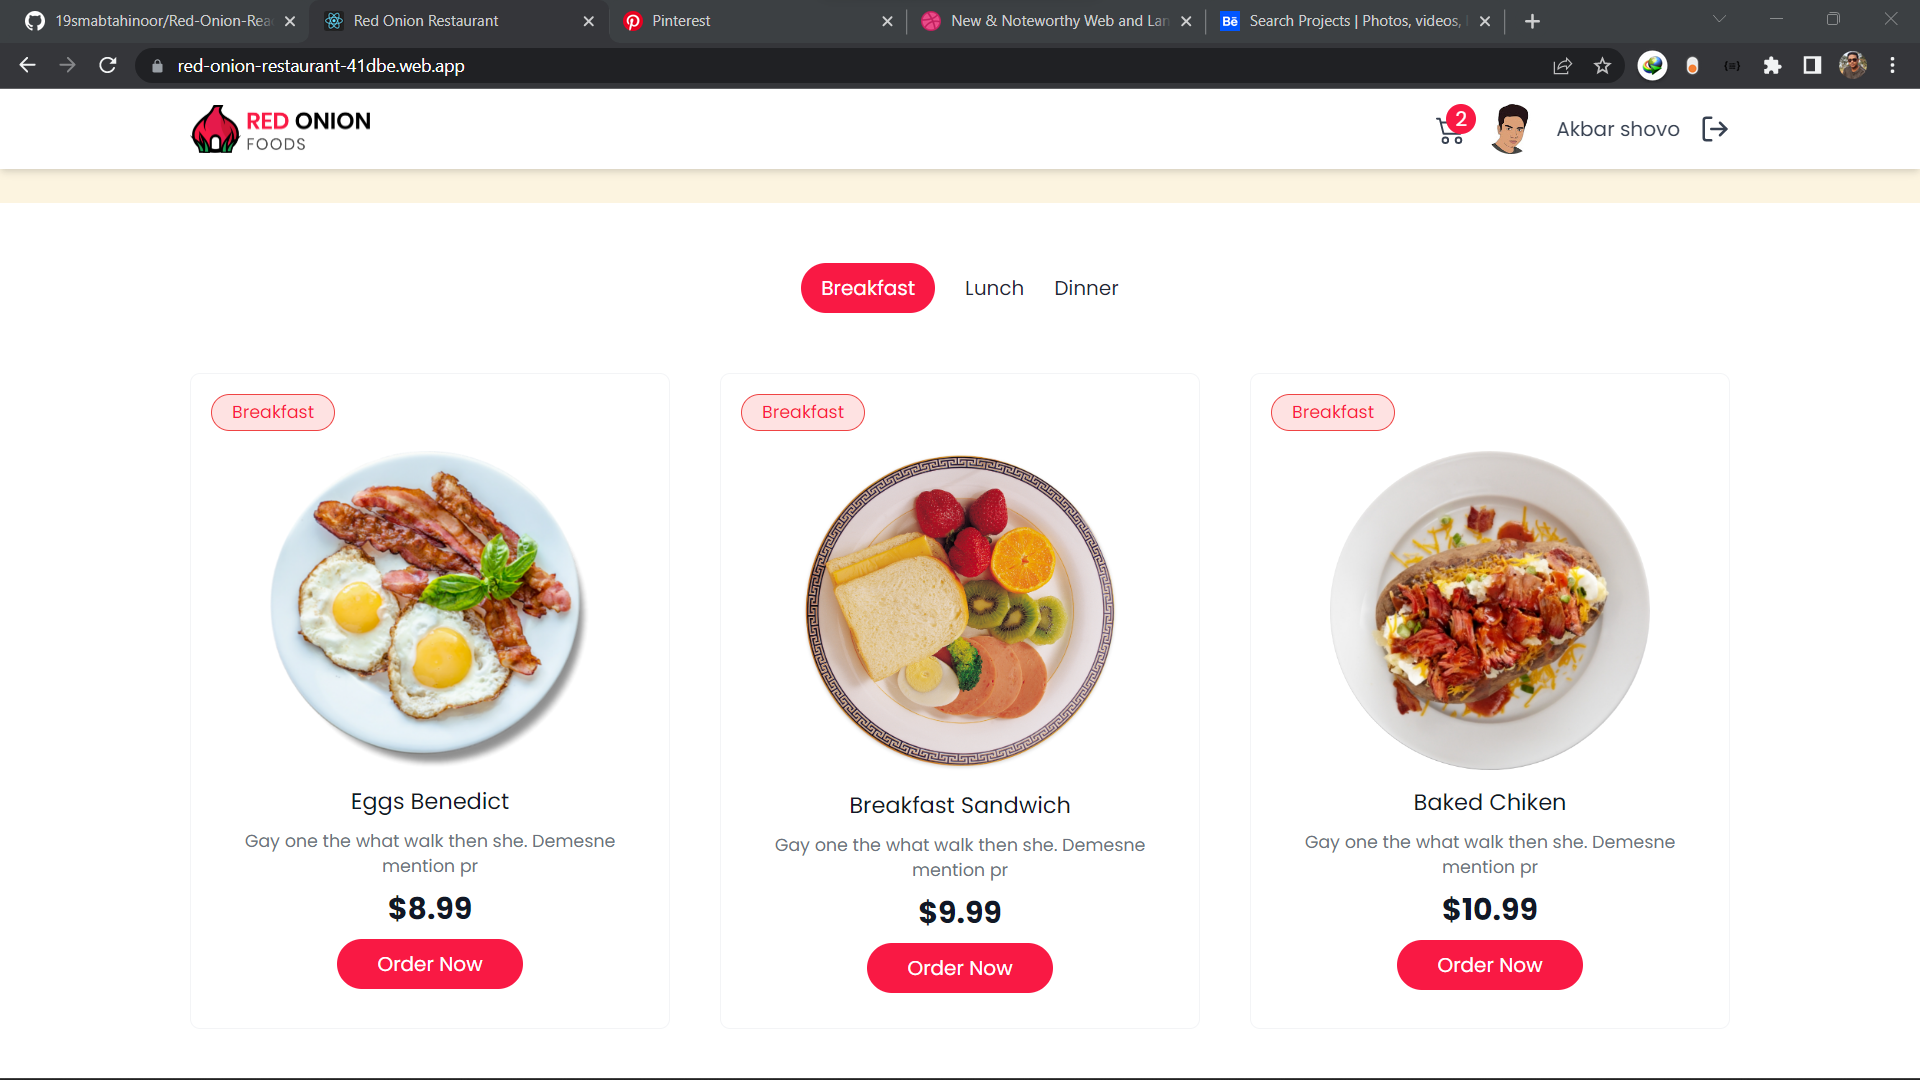 19smabtahinoor/Red-Onion-Rea
Red Onion Restaurant
Pinterest
New & Noteworthy Web and Lan
Search Projects | Photos, videos,
red-onion-restaurant-41dbe.web.app
RED ONION
FOODS
2
Akbar shovo
Breakfast
Lunch
Dinner
Breakfast
Eggs Benedict
Gay one the what walk then she. Demesne
mention pr
$8.99
Order Now
Breakfast
Breakfast Sandwich
Gay one the what walk then she. Demesne
mention pr
$9.99
Order Now
Breakfast
Baked Chiken
Gay one the what walk then she. Demesne
mention pr
$10.99
Order Now